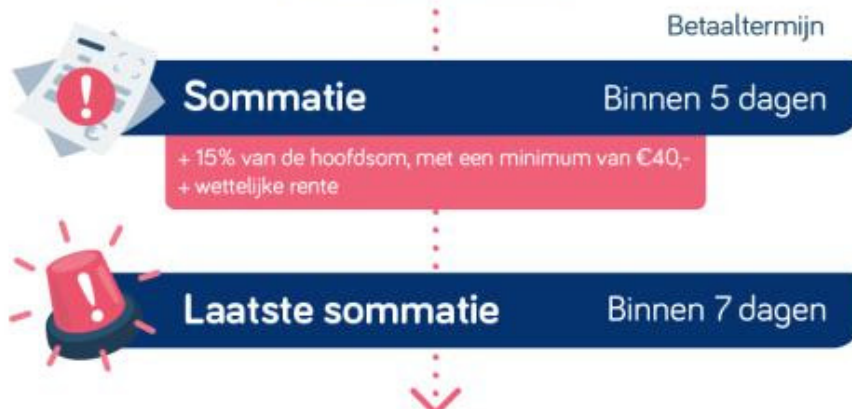 Betaaltermijn
Sommatie Binnen 5 dagen
+ 15% van de hoofdsom, met een minimum van €40,-
+ wettelijke rente
Laatste sommatie Binnen 7 dagen